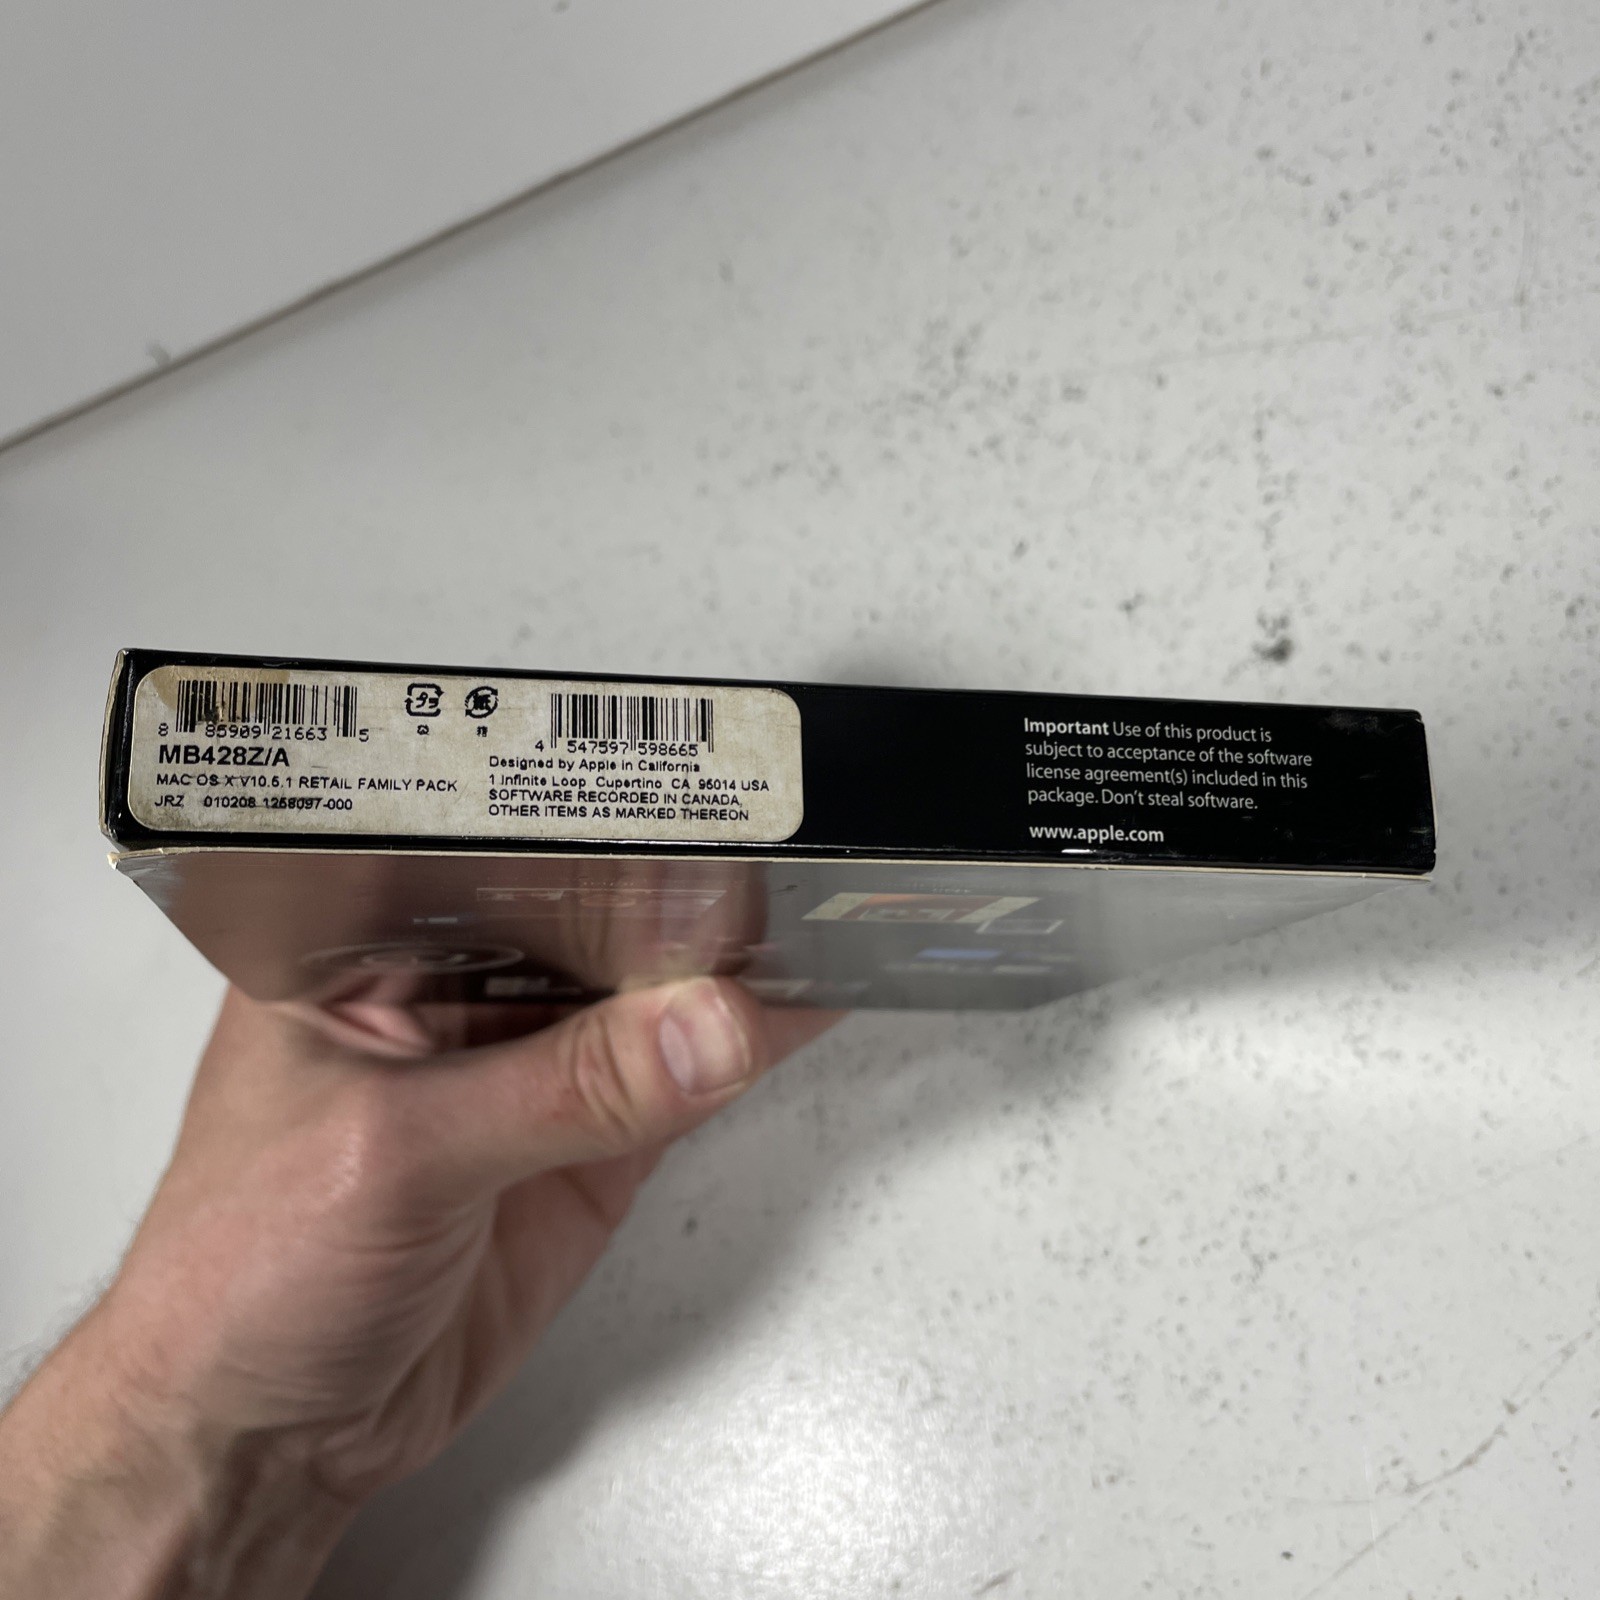 8 85909 21663 5
プラ
紙
4 547597 598665
MB428Z/A
MAC OS X V10.5.1 RETAIL FAMILY PACK
JRZ 010208 1258097-000
Designed by Apple in California
1 Infinite Loop Cupertino CA 95014 USA
SOFTWARE RECORDED IN CANADA,
OTHER ITEMS AS MARKED THEREON
Important Use of this product is
subject to acceptance of the software
license agreement(s) included in this
package. Don't steal software.
www.apple.com